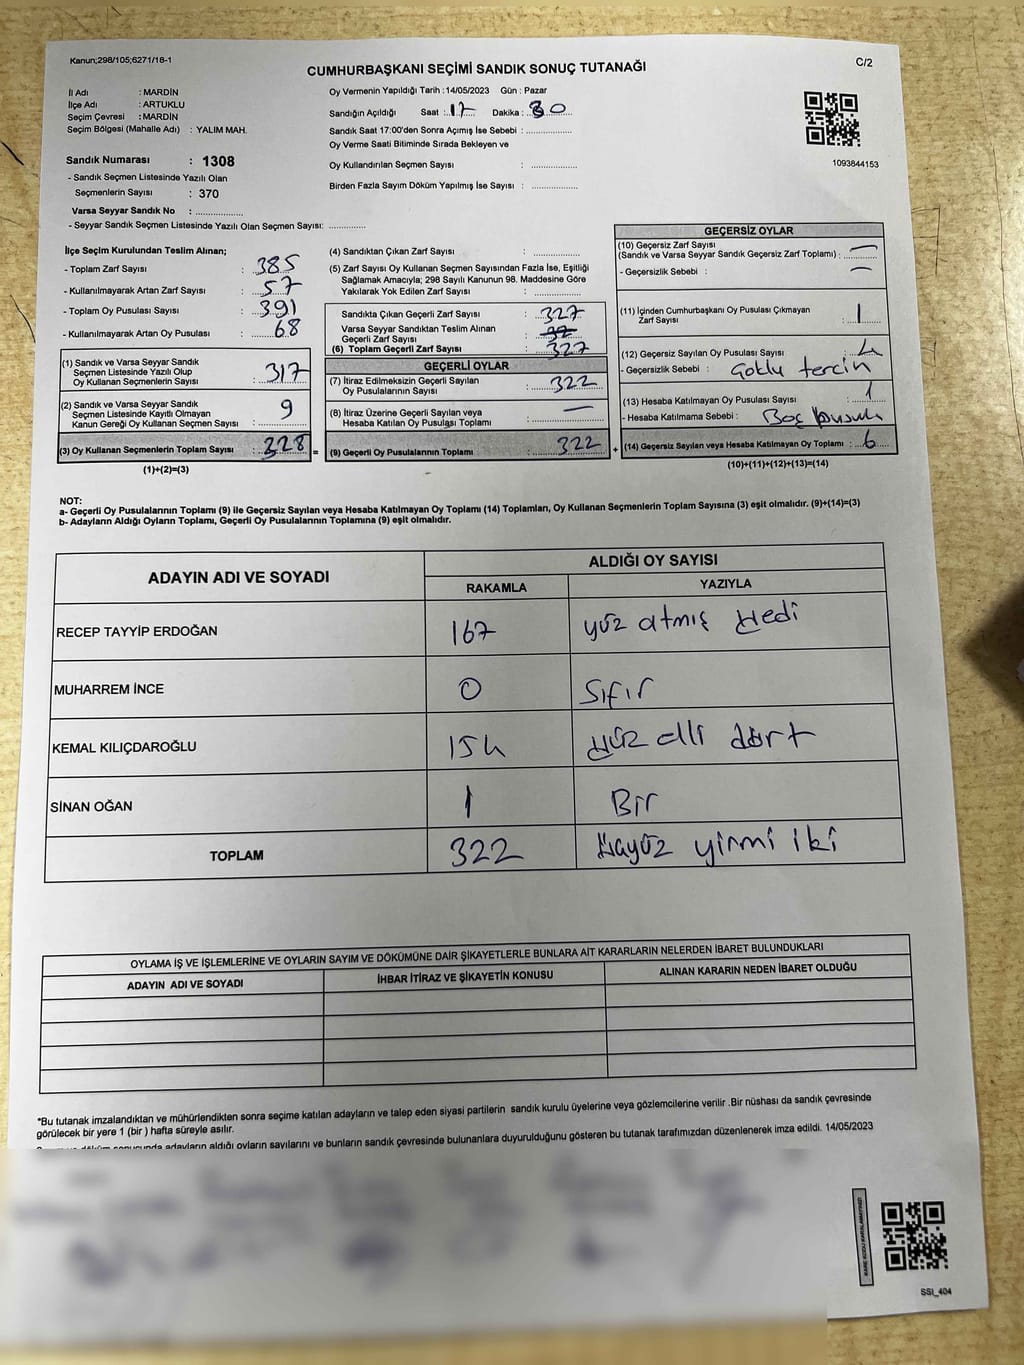 Kanun;298/105;6271/18-1
C/2
CUMHURBAŞKANI SEÇİMİ SANDIK SONUÇ TUTANAĞI
İl Adı : MARDİN
İlçe Adı : ARTUKLU
Seçim Çevresi : MARDİN
Seçim Bölgesi (Mahalle Adı) : YALIM MAH.
Sandık Numarası : 1308
- Sandık Seçmen Listesinde Yazılı Olan
Seçmenlerin Sayısı : 370
Varsa Seyyar Sandık No : ..................
- Seyyar Sandık Seçmen Listesinde Yazılı Olan Seçmen Sayısı: ..................
Oy Vermenin Yapıldığı Tarih : 14/05/2023 Gün : Pazar
Sandığın Açıldığı Saat : 17 Dakika : 30
Sandık Saat 17:00'den Sonra Açımış İse Sebebi : ..................
Oy Verme Saati Bitiminde Sırada Bekleyen ve
Oy Kullandırılan Seçmen Sayısı : ..................
Birden Fazla Sayım Döküm Yapılmış İse Sayısı : ..................
1093844153
İlçe Seçim Kurulundan Teslim Alınan;
- Toplam Zarf Sayısı : 385
- Kullanılmayarak Artan Zarf Sayısı : 57
- Toplam Oy Pusulası Sayısı : 391
- Kullanılmayarak Artan Oy Pusulası : 68
(1) Sandık ve Varsa Seyyar Sandık
Seçmen Listesinde Yazılı Olup
Oy Kullanan Seçmenlerin Sayısı : 317
(2) Sandık ve Varsa Seyyar Sandık
Seçmen Listesinde Kayıtlı Olmayan
Kanun Gereği Oy Kullanan Seçmen Sayısı : 9
(3) Oy Kullanan Seçmenlerin Toplam Sayısı : 328 =
(1)+(2)=(3)
(4) Sandıktan Çıkan Zarf Sayısı : ..................
(5) Zarf Sayısı Oy Kullanan Seçmen Sayısından Fazla İse, Eşitliği
Sağlamak Amacıyla; 298 Sayılı Kanunun 98. Maddesine Göre
Yakılarak Yok Edilen Zarf Sayısı : ..................
Sandıkta Çıkan Geçerli Zarf Sayısı : 327
Varsa Seyyar Sandıktan Teslim Alınan
Geçerli Zarf Sayısı :
(6) Toplam Geçerli Zarf Sayısı : 327
GEÇERLİ OYLAR
(7) İtiraz Edilmeksizin Geçerli Sayılan
Oy Pusulalarının Sayısı : 322
(8) İtiraz Üzerine Geçerli Sayılan veya
Hesaba Katılan Oy Pusulası Toplamı : —
(9) Geçerli Oy Pusulalarının Toplamı : 322 +
GEÇERSİZ OYLAR
(10) Geçersiz Zarf Sayısı
(Sandık ve Varsa Seyyar Sandık Geçersiz Zarf Toplamı) : —
- Geçersizlik Sebebi : —
(11) İçinden Cumhurbaşkanı Oy Pusulası Çıkmayan
Zarf Sayısı : 1
(12) Geçersiz Sayılan Oy Pusulası Sayısı : 4
- Geçersizlik Sebebi : Çoklu tercih
(13) Hesaba Katılmayan Oy Pusulası Sayısı : 1
- Hesaba Katılmama Sebebi : Boş pusula
(14) Geçersiz Sayılan veya Hesaba Katılmayan Oy Toplamı : 6
(10)+(11)+(12)+(13)=(14)
NOT:
a- Geçerli Oy Pusulalarının Toplamı (9) ile Geçersiz Sayılan veya Hesaba Katılmayan Oy Toplamı (14) Toplamları, Oy Kullanan Seçmenlerin Toplam Sayısına (3) eşit olmalıdır. (9)+(14)=(3)
b- Adayların Aldığı Oyların Toplamı, Geçerli Oy Pusulalarının Toplamına (9) eşit olmalıdır.
ADAYIN ADI VE SOYADI ALDIĞI OY SAYISI
RAKAMLA YAZIYLA
RECEP TAYYİP ERDOĞAN 167 yüz atmış yedi
MUHARREM İNCE 0 Sıfır
KEMAL KILIÇDAROĞLU 154 yüz elli dört
SİNAN OĞAN 1 Bir
TOPLAM 322 üçyüz yirmi iki
OYLAMA İŞ VE İŞLEMLERİNE VE OYLARIN SAYIM VE DÖKÜMÜNE DAİR ŞİKAYETLERLE BUNLARA AİT KARARLARIN NELERDEN İBARET BULUNDUKLARI
ADAYIN ADI VE SOYADI İHBAR İTİRAZ VE ŞİKAYETİN KONUSU ALINAN KARARIN NEDEN İBARET OLDUĞU
*Bu tutanak imzalandıktan ve mühürlendikten sonra seçime katılan adayların ve talep eden siyasi partilerin sandık kurulu üyelerine veya gözlemcilerine verilir .Bir nüshası da sandık çevresinde
görülecek bir yere 1 (bir ) hafta süreyle asılır.
döküm sonucunda adayların aldığı oyların sayılarını ve bunların sandık çevresinde bulunanlara duyurulduğunu gösteren bu tutanak tarafımızdan düzenlenerek imza edildi. 14/05/2023
KARE KODU KARALAMAYINIZ!
SSI_404